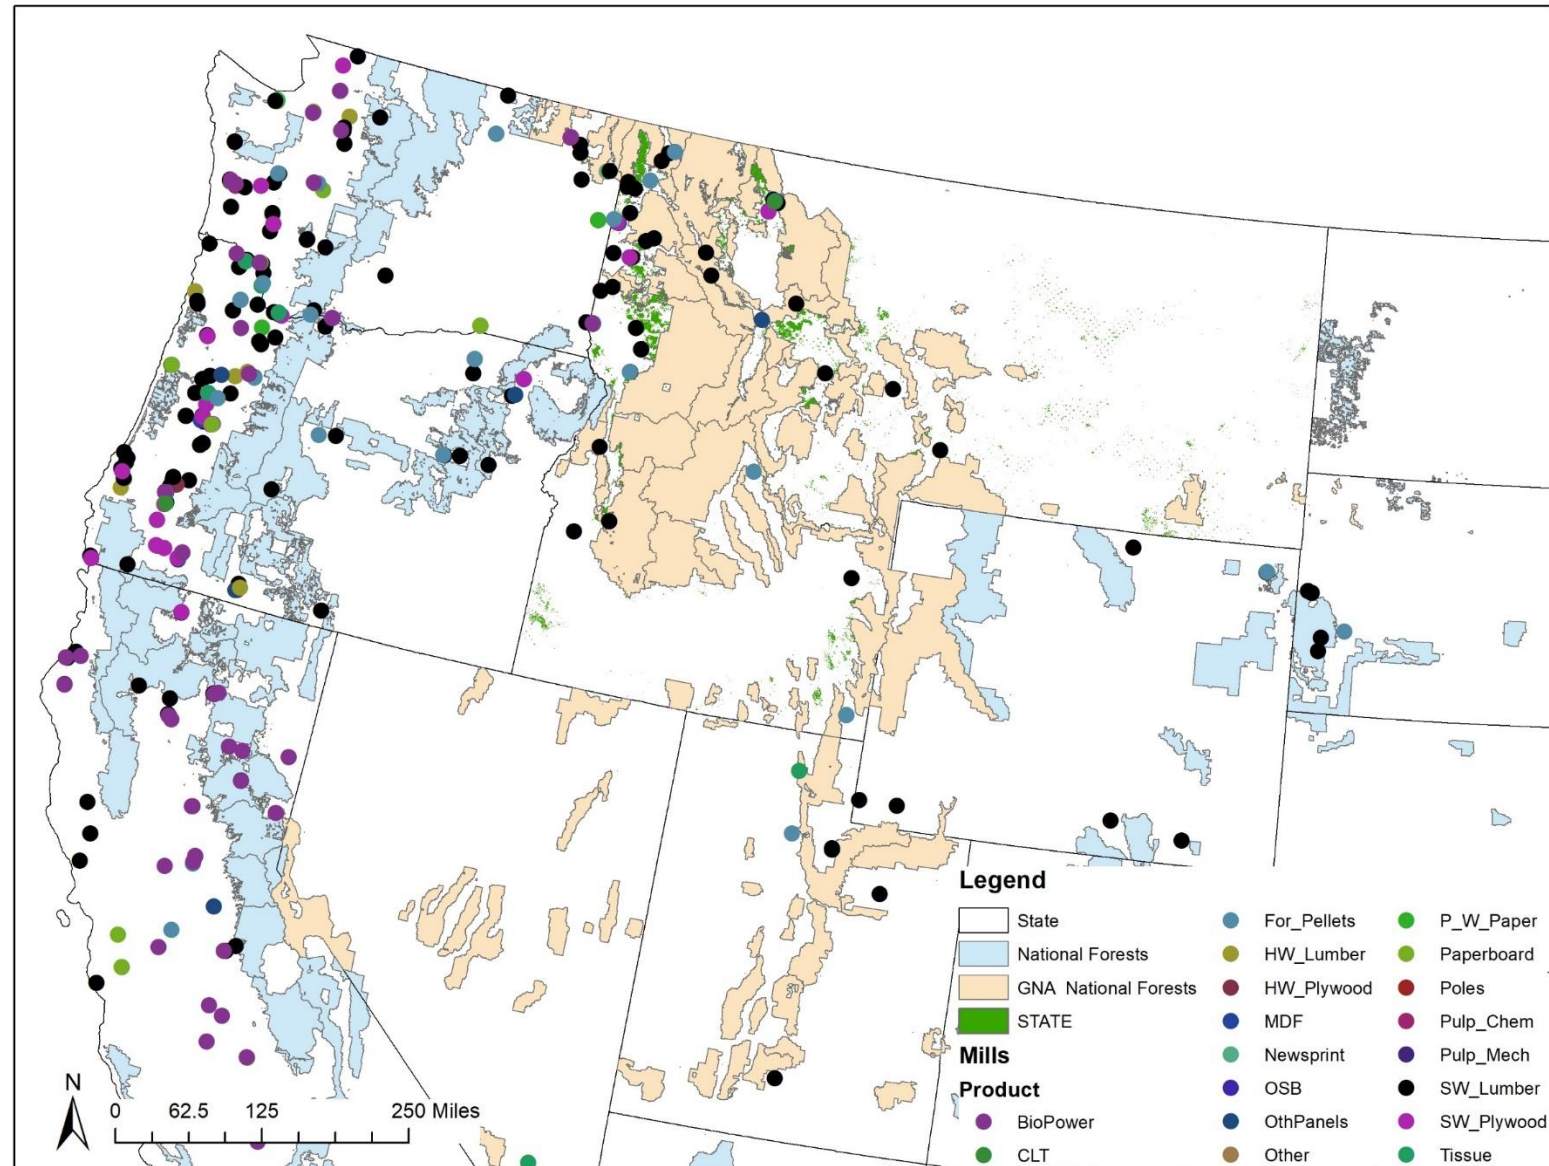 Legend
State
National Forests
GNA National Forests
STATE
Mills
Product
BioPower
CLT
For_Pellets
HW_Lumber
HW_Plywood
MDF
Newsprint
OSB
OthPanels
Other
P_W_Paper
Paperboard
Poles
Pulp_Chem
Pulp_Mech
SW_Lumber
SW_Plywood
Tissue
N
0 62.5 125 250 Miles